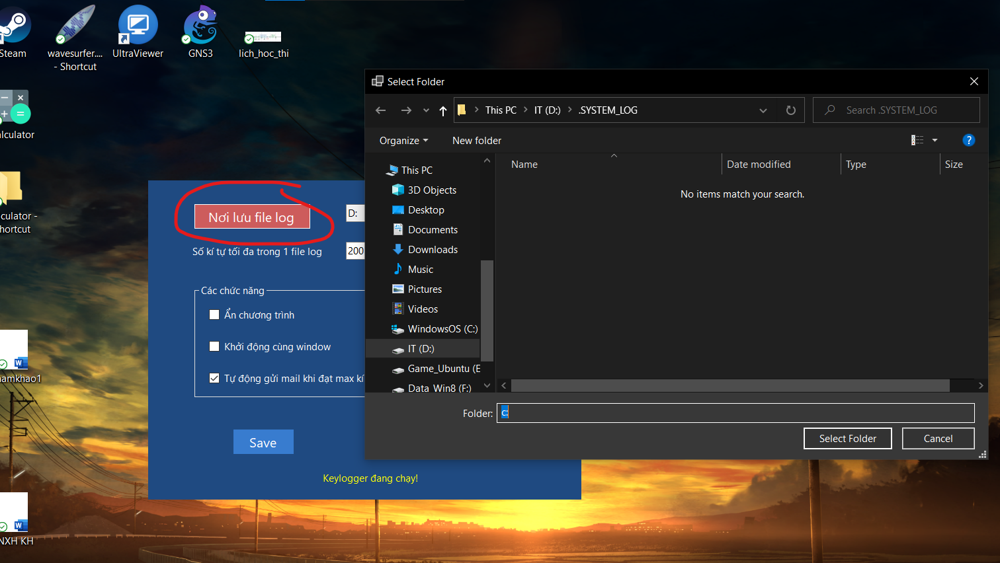 Steam
wavesurfer....
- Shortcut
UltraViewer
GNS3
lich_hoc_thi
Select Folder
This PC > IT (D:) > .SYSTEM_LOG
Search .SYSTEM_LOG
Organize
New folder
?
Name
Date modified
Type
Size
No items match your search.
This PC
3D Objects
Desktop
Documents
Downloads
Music
Pictures
Videos
WindowsOS (C:)
IT (D:)
Game_Ubuntu (E
Data_Win8 (F:)
Folder: c:
Select Folder
Cancel
lculator
culator -
hortcut
Nơi lưu file log
D:
Số kí tự tối đa trong 1 file log
200
Các chức năng
Ẩn chương trình
Khởi động cùng window
Tự động gửi mail khi đạt max kí
Save
Keylogger đang chạy!
W
amkhao1
W
NXH KH